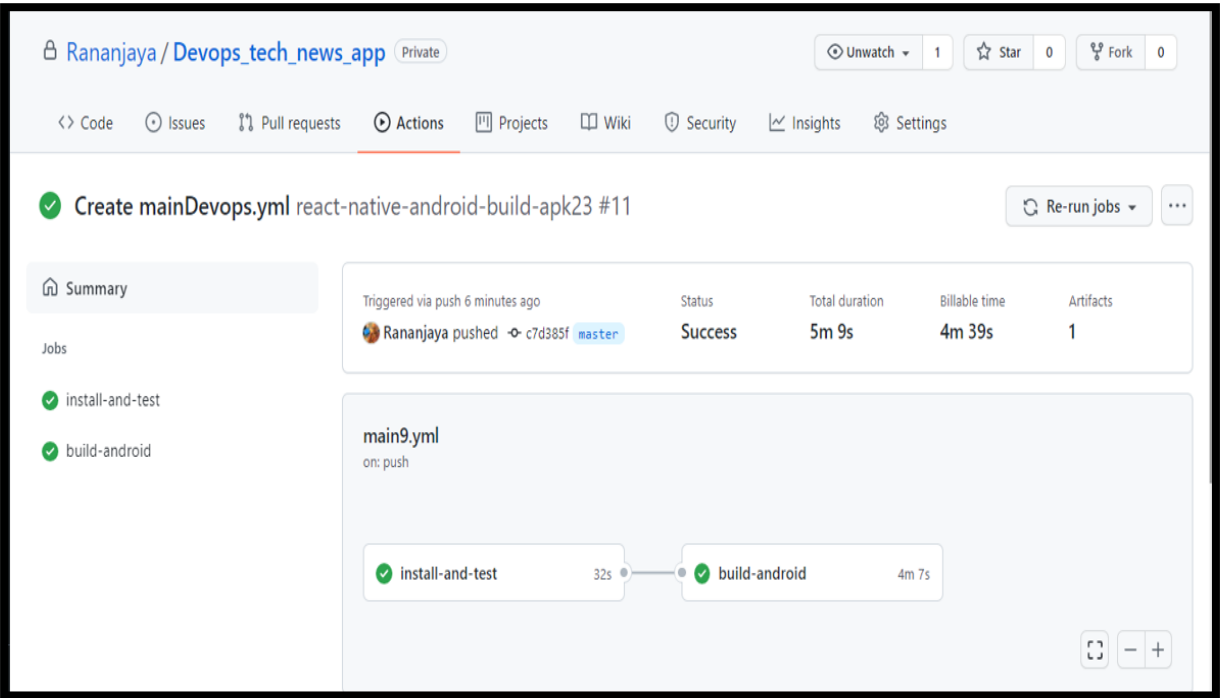 Rananjaya / Devops_tech_news_app Private Unwatch 1 Star 0 Fork 0
Code Issues Pull requests Actions Projects Wiki Security Insights Settings
Create mainDevops.yml react-native-android-build-apk23 #11 Re-run jobs ...
Summary
Jobs
install-and-test
build-android
Triggered via push 6 minutes ago Status Total duration Billable time Artifacts
Rananjaya pushed c7d385f master Success 5m 9s 4m 39s 1
main9.yml
on: push
install-and-test 32s build-android 4m 7s